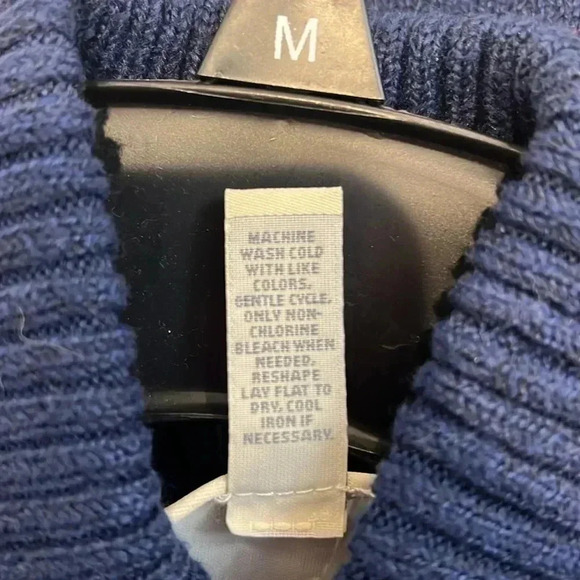 M
MACHINE
WASH COLD
WITH LIKE
COLORS,
GENTLE CYCLE.
ONLY NON-
CHLORINE
BLEACH WHEN
NEEDED.
RESHAPE
LAY FLAT TO
DRY. COOL
IRON IF
NECESSARY.